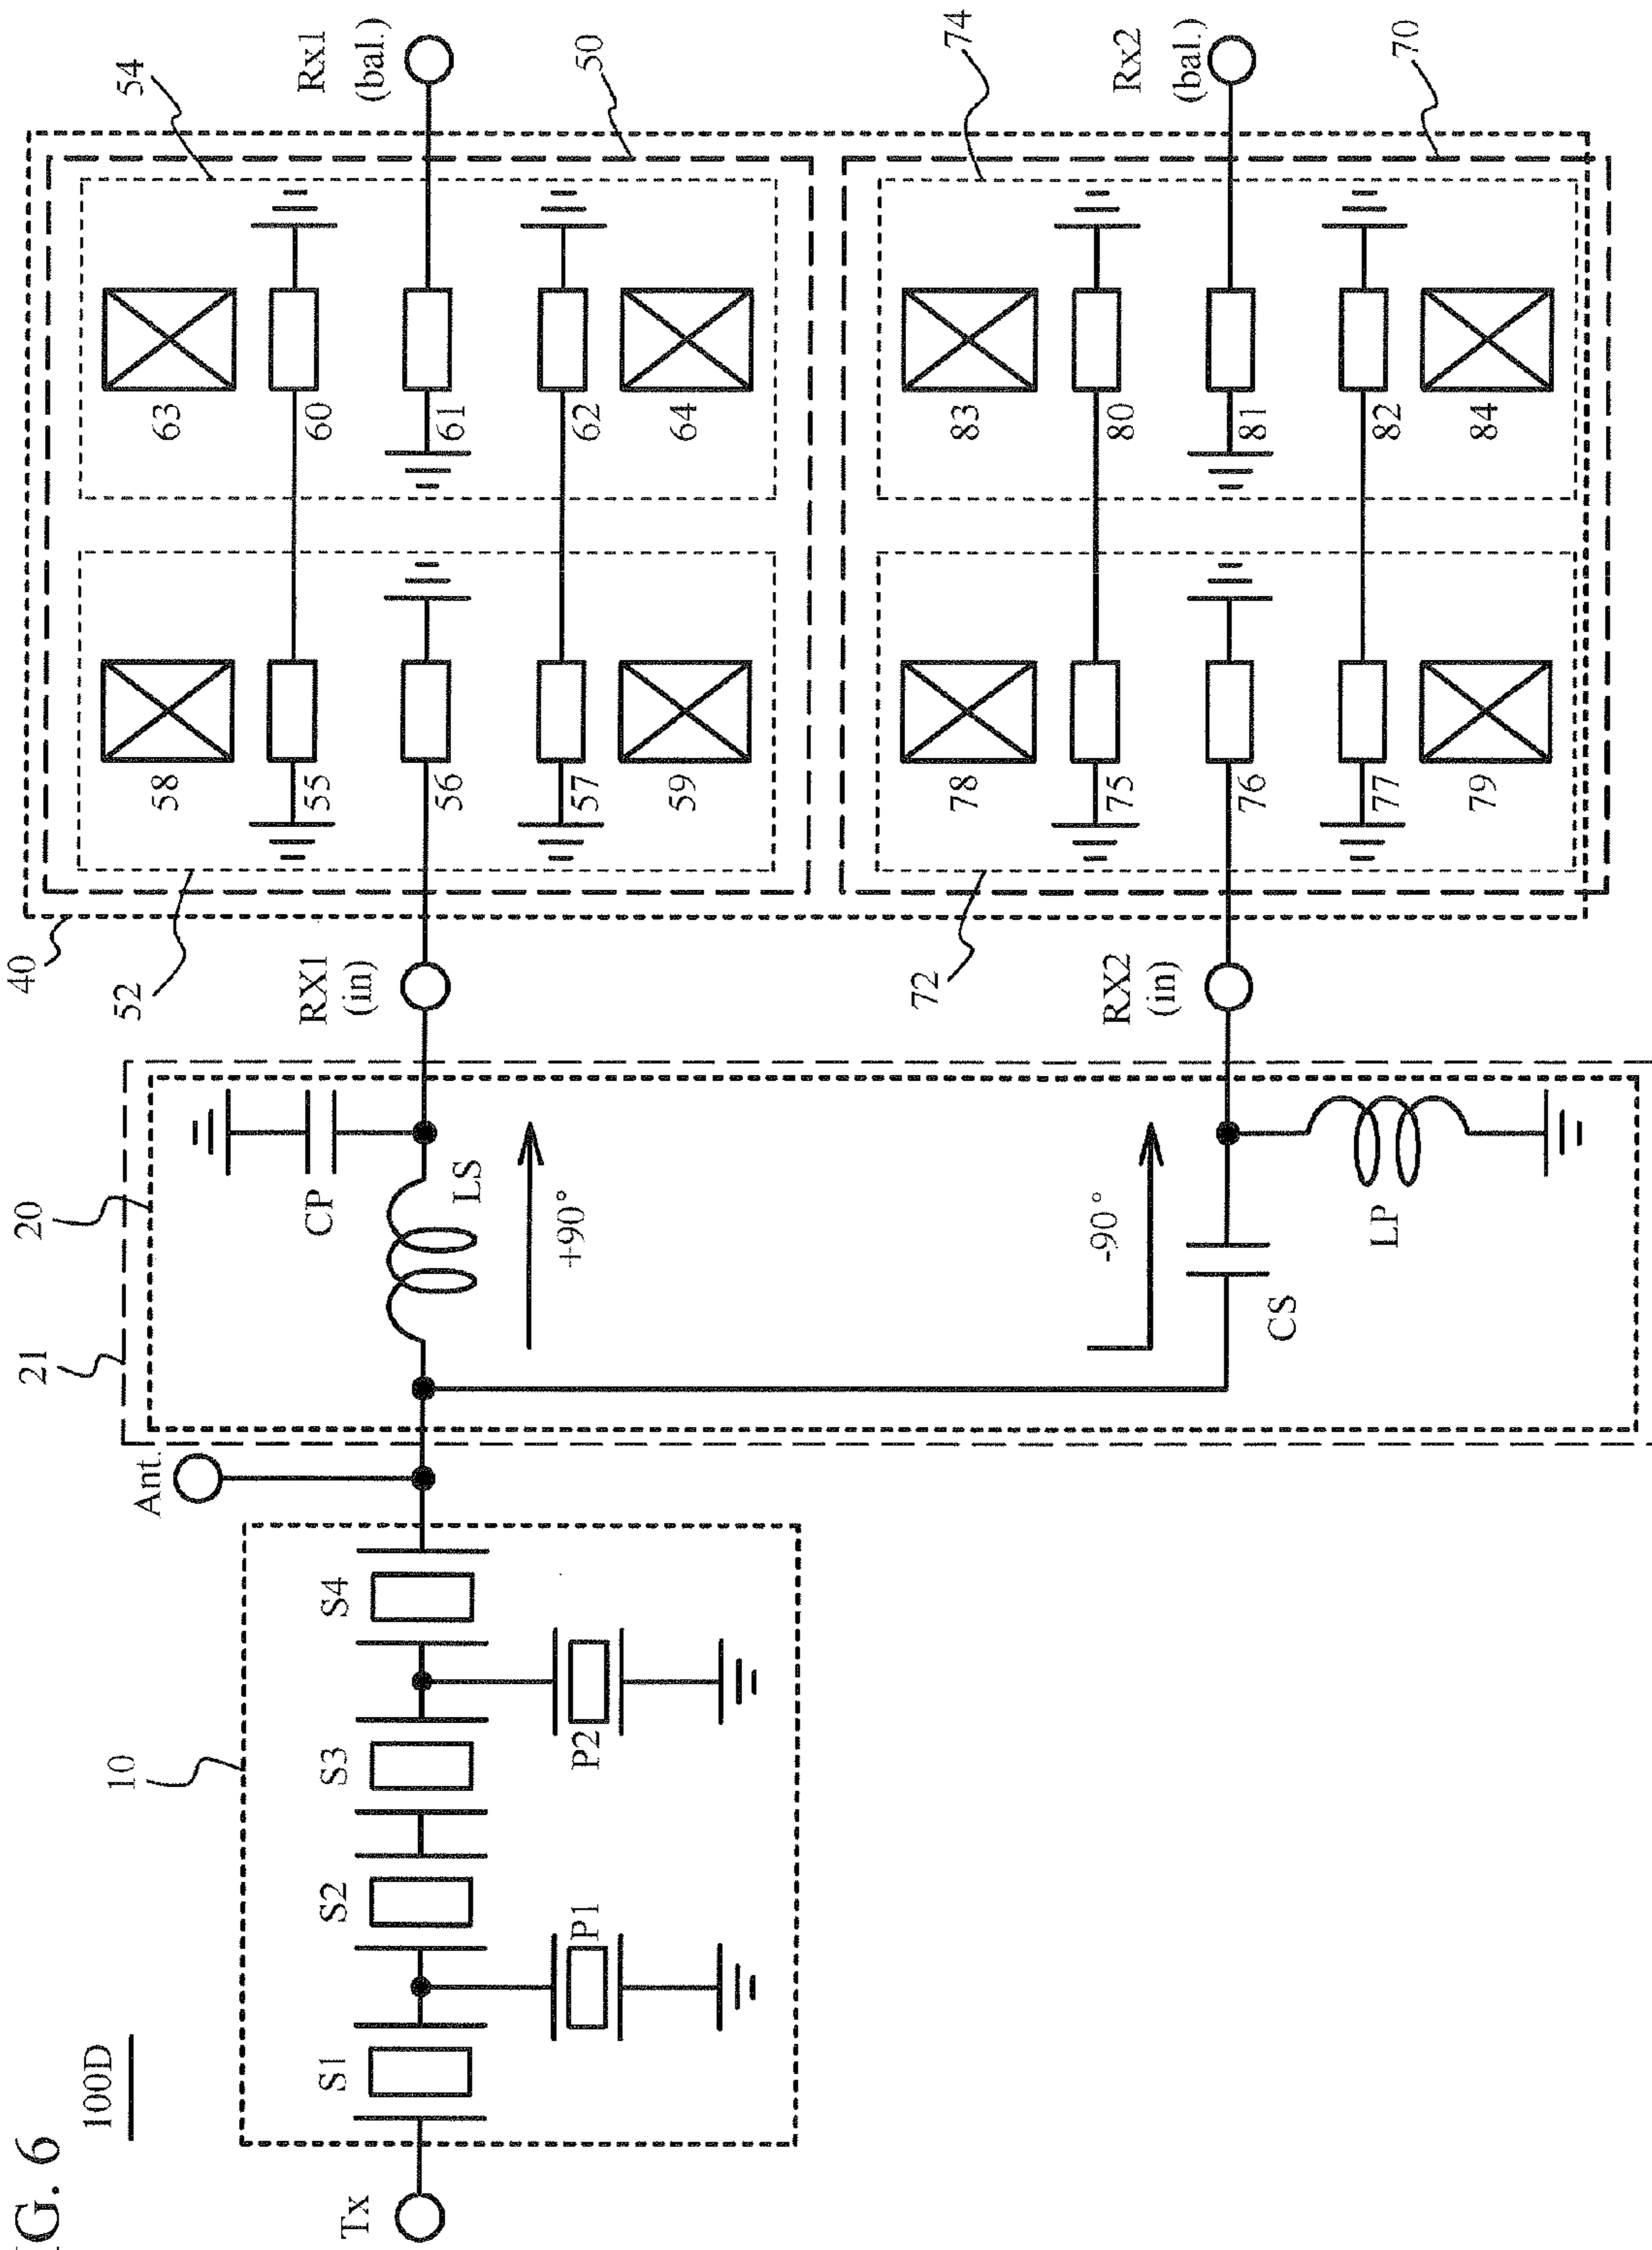 IG. 6
100D
10
S1
S2
S3
S4
P1
P2
Tx
Ant.
21
20
CP
LS
+90°
-90°
CS
LP
RX1
(in)
RX2
(in)
40
52
58
55
56
57
59
54
63
60
61
62
64
50
Rx1
(bal.)
72
78
75
76
77
79
74
83
80
81
82
84
70
Rx2
(bal.)